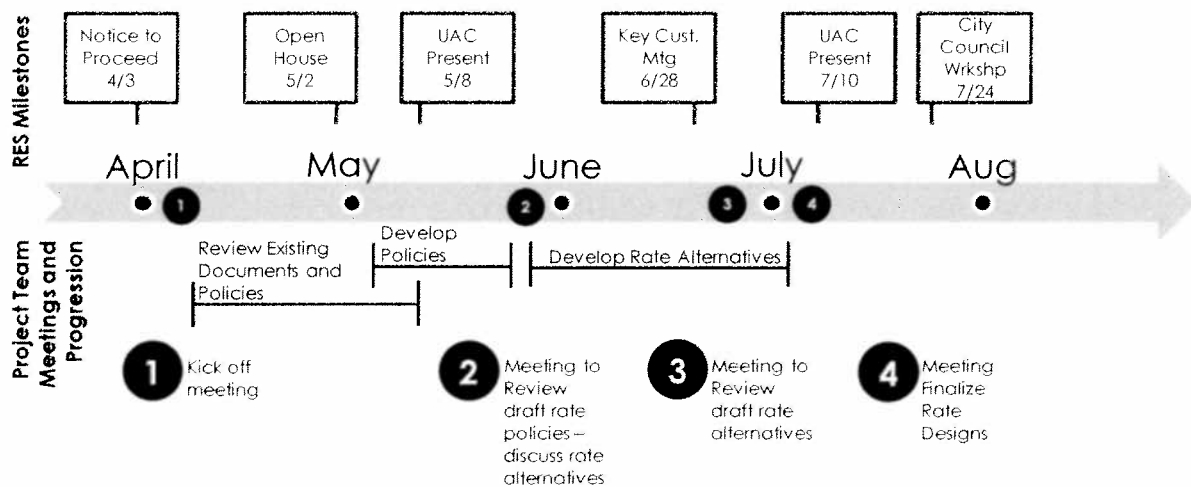 RES Milestones
Notice to
Proceed
4/3
Open
House
5/2
UAC
Present
5/8
Key Cust.
Mtg
6/28
UAC
Present
7/10
City
Council
Wrkshp
7/24
April
May
June
July
Aug
1
2
3
4
Project Team
Meetings and
Progression
Review Existing
Documents and
Policies
Develop
Policies
Develop Rate Alternatives
1
Kick off
meeting
2
Meeting to
Review
draft rate
policies –
discuss rate
alternatives
3
Meeting to
Review
draft rate
alternatives
4
Meeting
Finalize
Rate
Designs